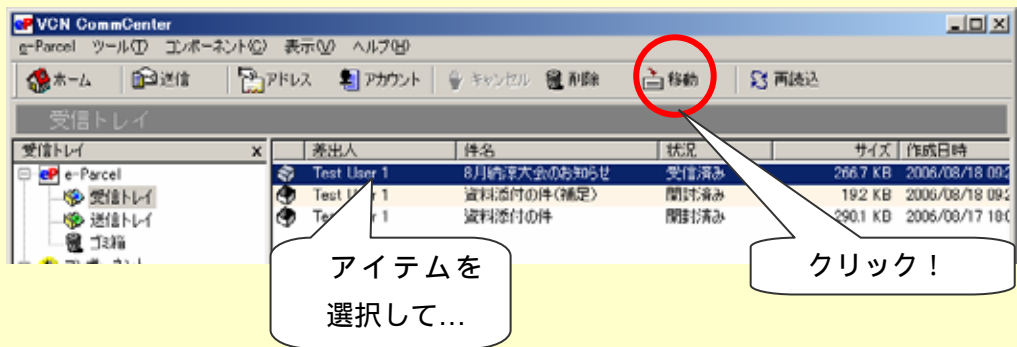 VCN CommCenter
e-Parcel ツール(T) コンポーネント(C) 表示(V) ヘルプ(H)
ホーム 送信 アドレス アカウント キャンセル 削除 移動 再読込
受信トレイ
受信トレイ x 差出人 件名 状況 サイズ 作成日時
e-Parcel Test User 1 8月納涼大会のお知らせ 受信済み 266.7 KB 2006/08/18 09:2
受信トレイ Test User 1 資料添付の件(補足) 開封済み 19.2 KB 2006/08/18 09:2
送信トレイ Te r 1 資料添付の件 開封済み 290.1 KB 2006/08/17 18:0
ゴミ箱
アイテムを
選択して...
クリック！